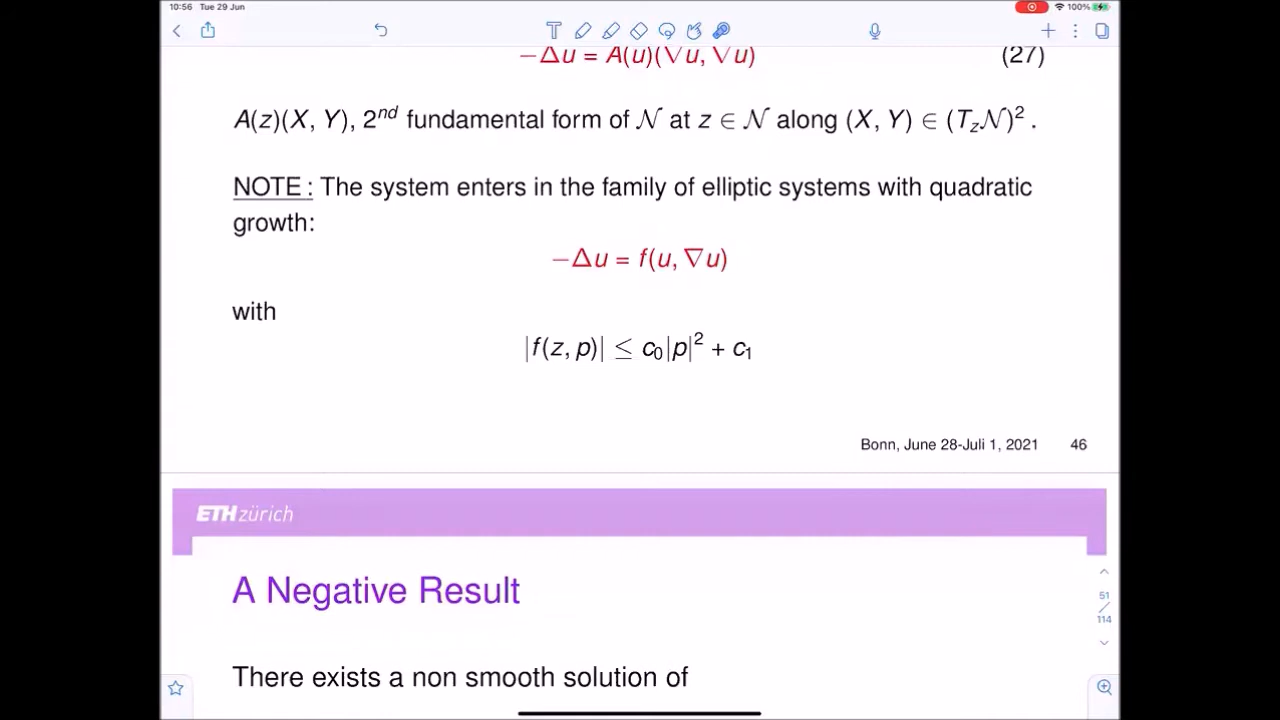 10:56 Tue 29 Jun
100%
−Δu = A(u)(∇u, ∇u) (27)
A(z)(X, Y), 2nd fundamental form of 𝒩 at z ∈ 𝒩 along (X, Y) ∈ (T_z𝒩)² .
NOTE : The system enters in the family of elliptic systems with quadratic
growth:
−Δu = f(u, ∇u)
with
|f(z, p)| ≤ c₀|p|² + c₁
Bonn, June 28-Juli 1, 2021 46
ETH zürich
A Negative Result
51
/
114
There exists a non smooth solution of